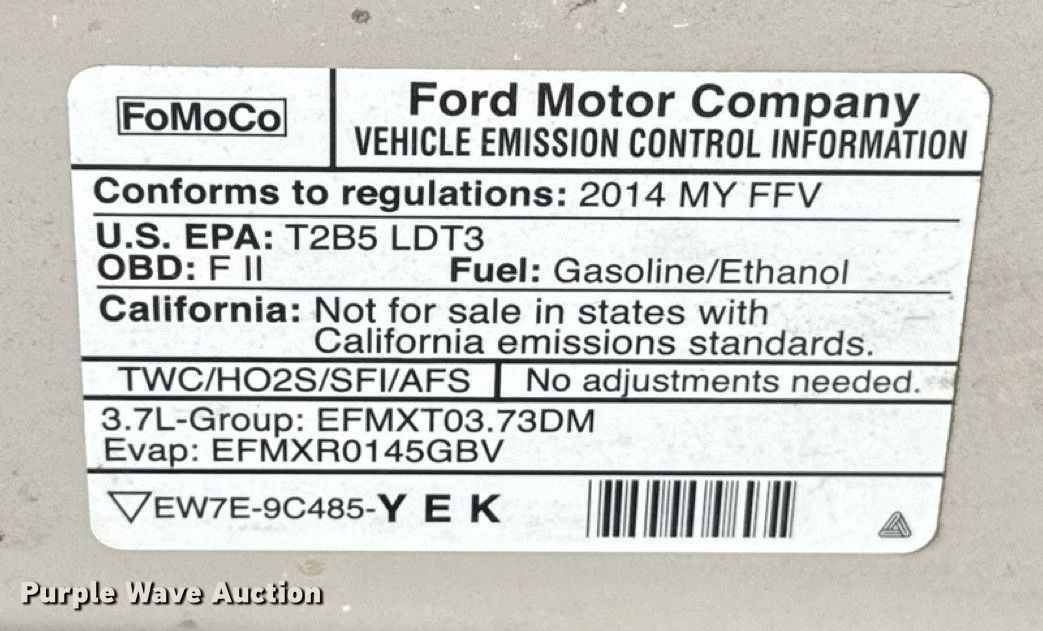 FoMoCo
Ford Motor Company
VEHICLE EMISSION CONTROL INFORMATION
Conforms to regulations: 2014 MY FFV
U.S. EPA: T2B5 LDT3
OBD: F II Fuel: Gasoline/Ethanol
California: Not for sale in states with
California emissions standards.
TWC/HO2S/SFI/AFS No adjustments needed.
3.7L-Group: EFMXT03.73DM
Evap: EFMXR0145GBV
EW7E-9C485-Y E K
Purple Wave Auction